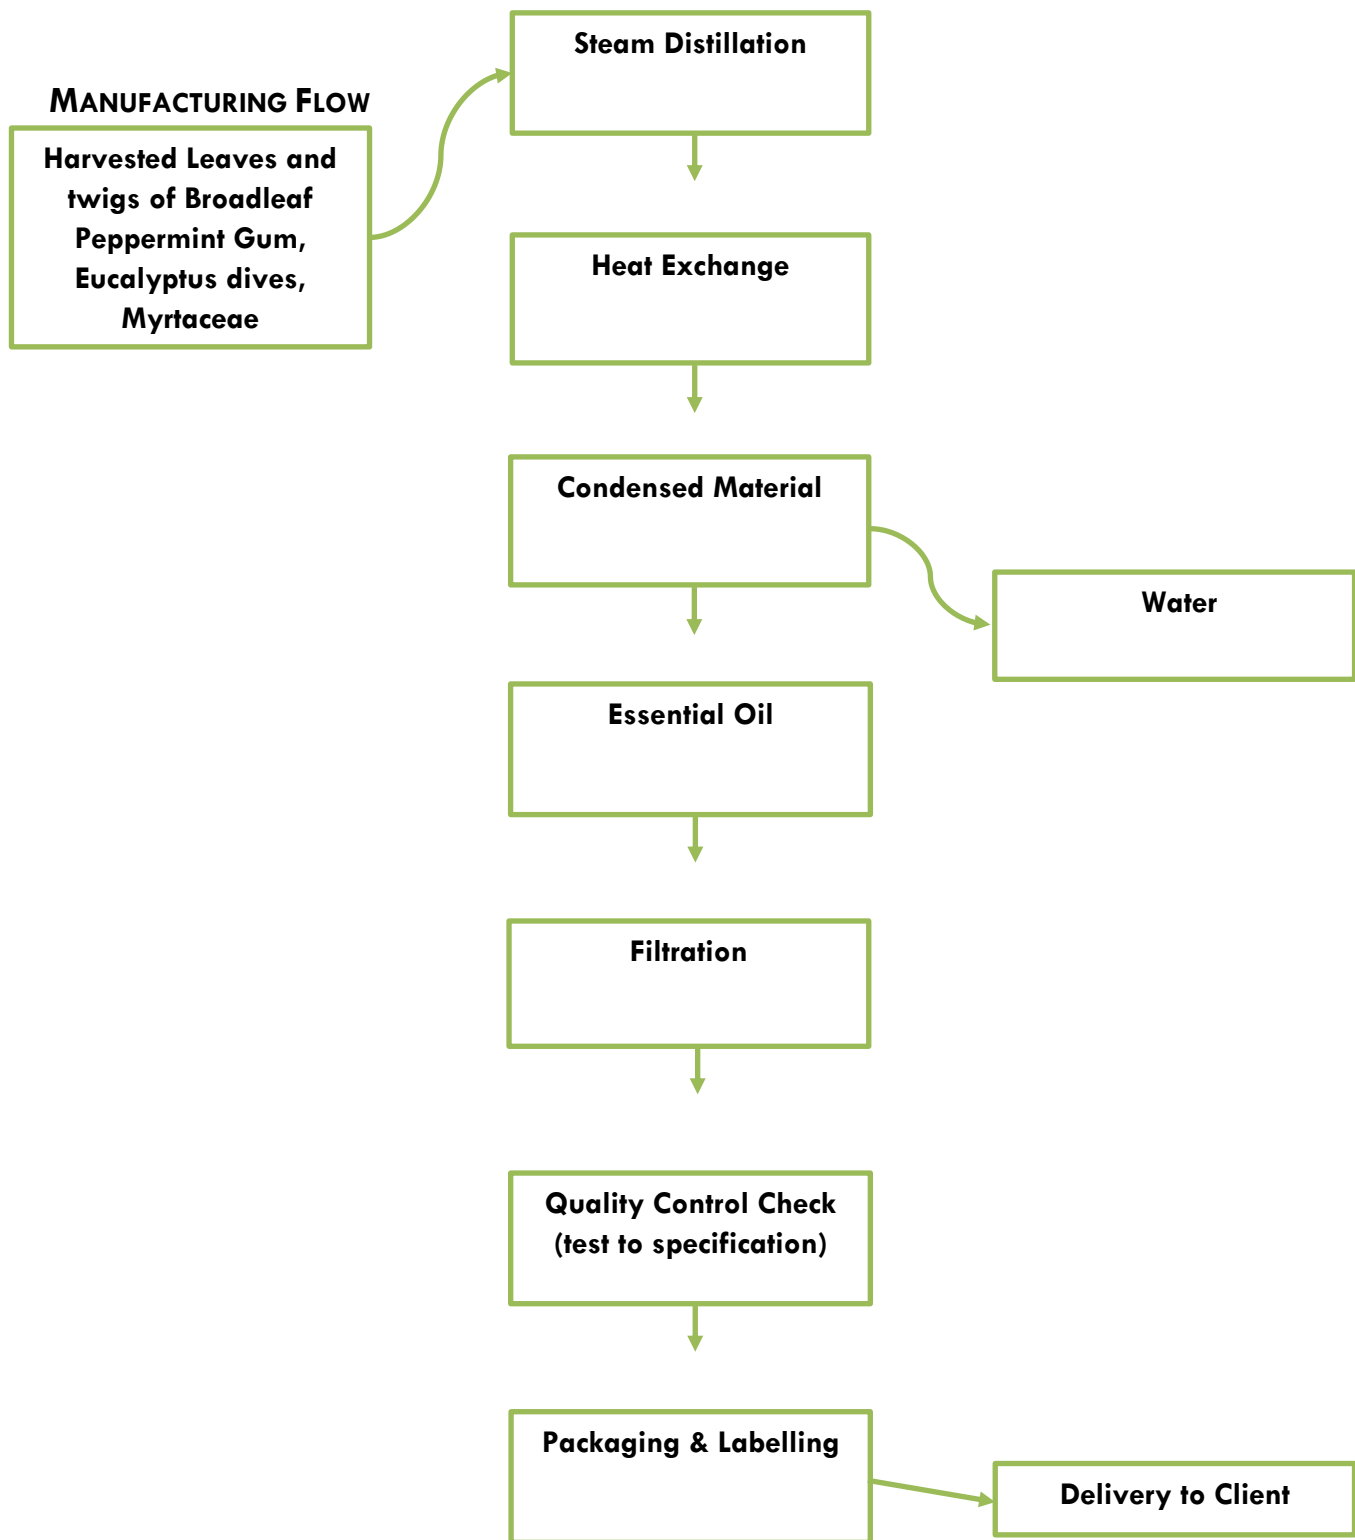 MANUFACTURING FLOW
Harvested Leaves and
twigs of Broadleaf
Peppermint Gum,
Eucalyptus dives,
Myrtaceae
Steam Distillation
Heat Exchange
Condensed Material
Water
Essential Oil
Filtration
Quality Control Check
(test to specification)
Packaging & Labelling
Delivery to Client